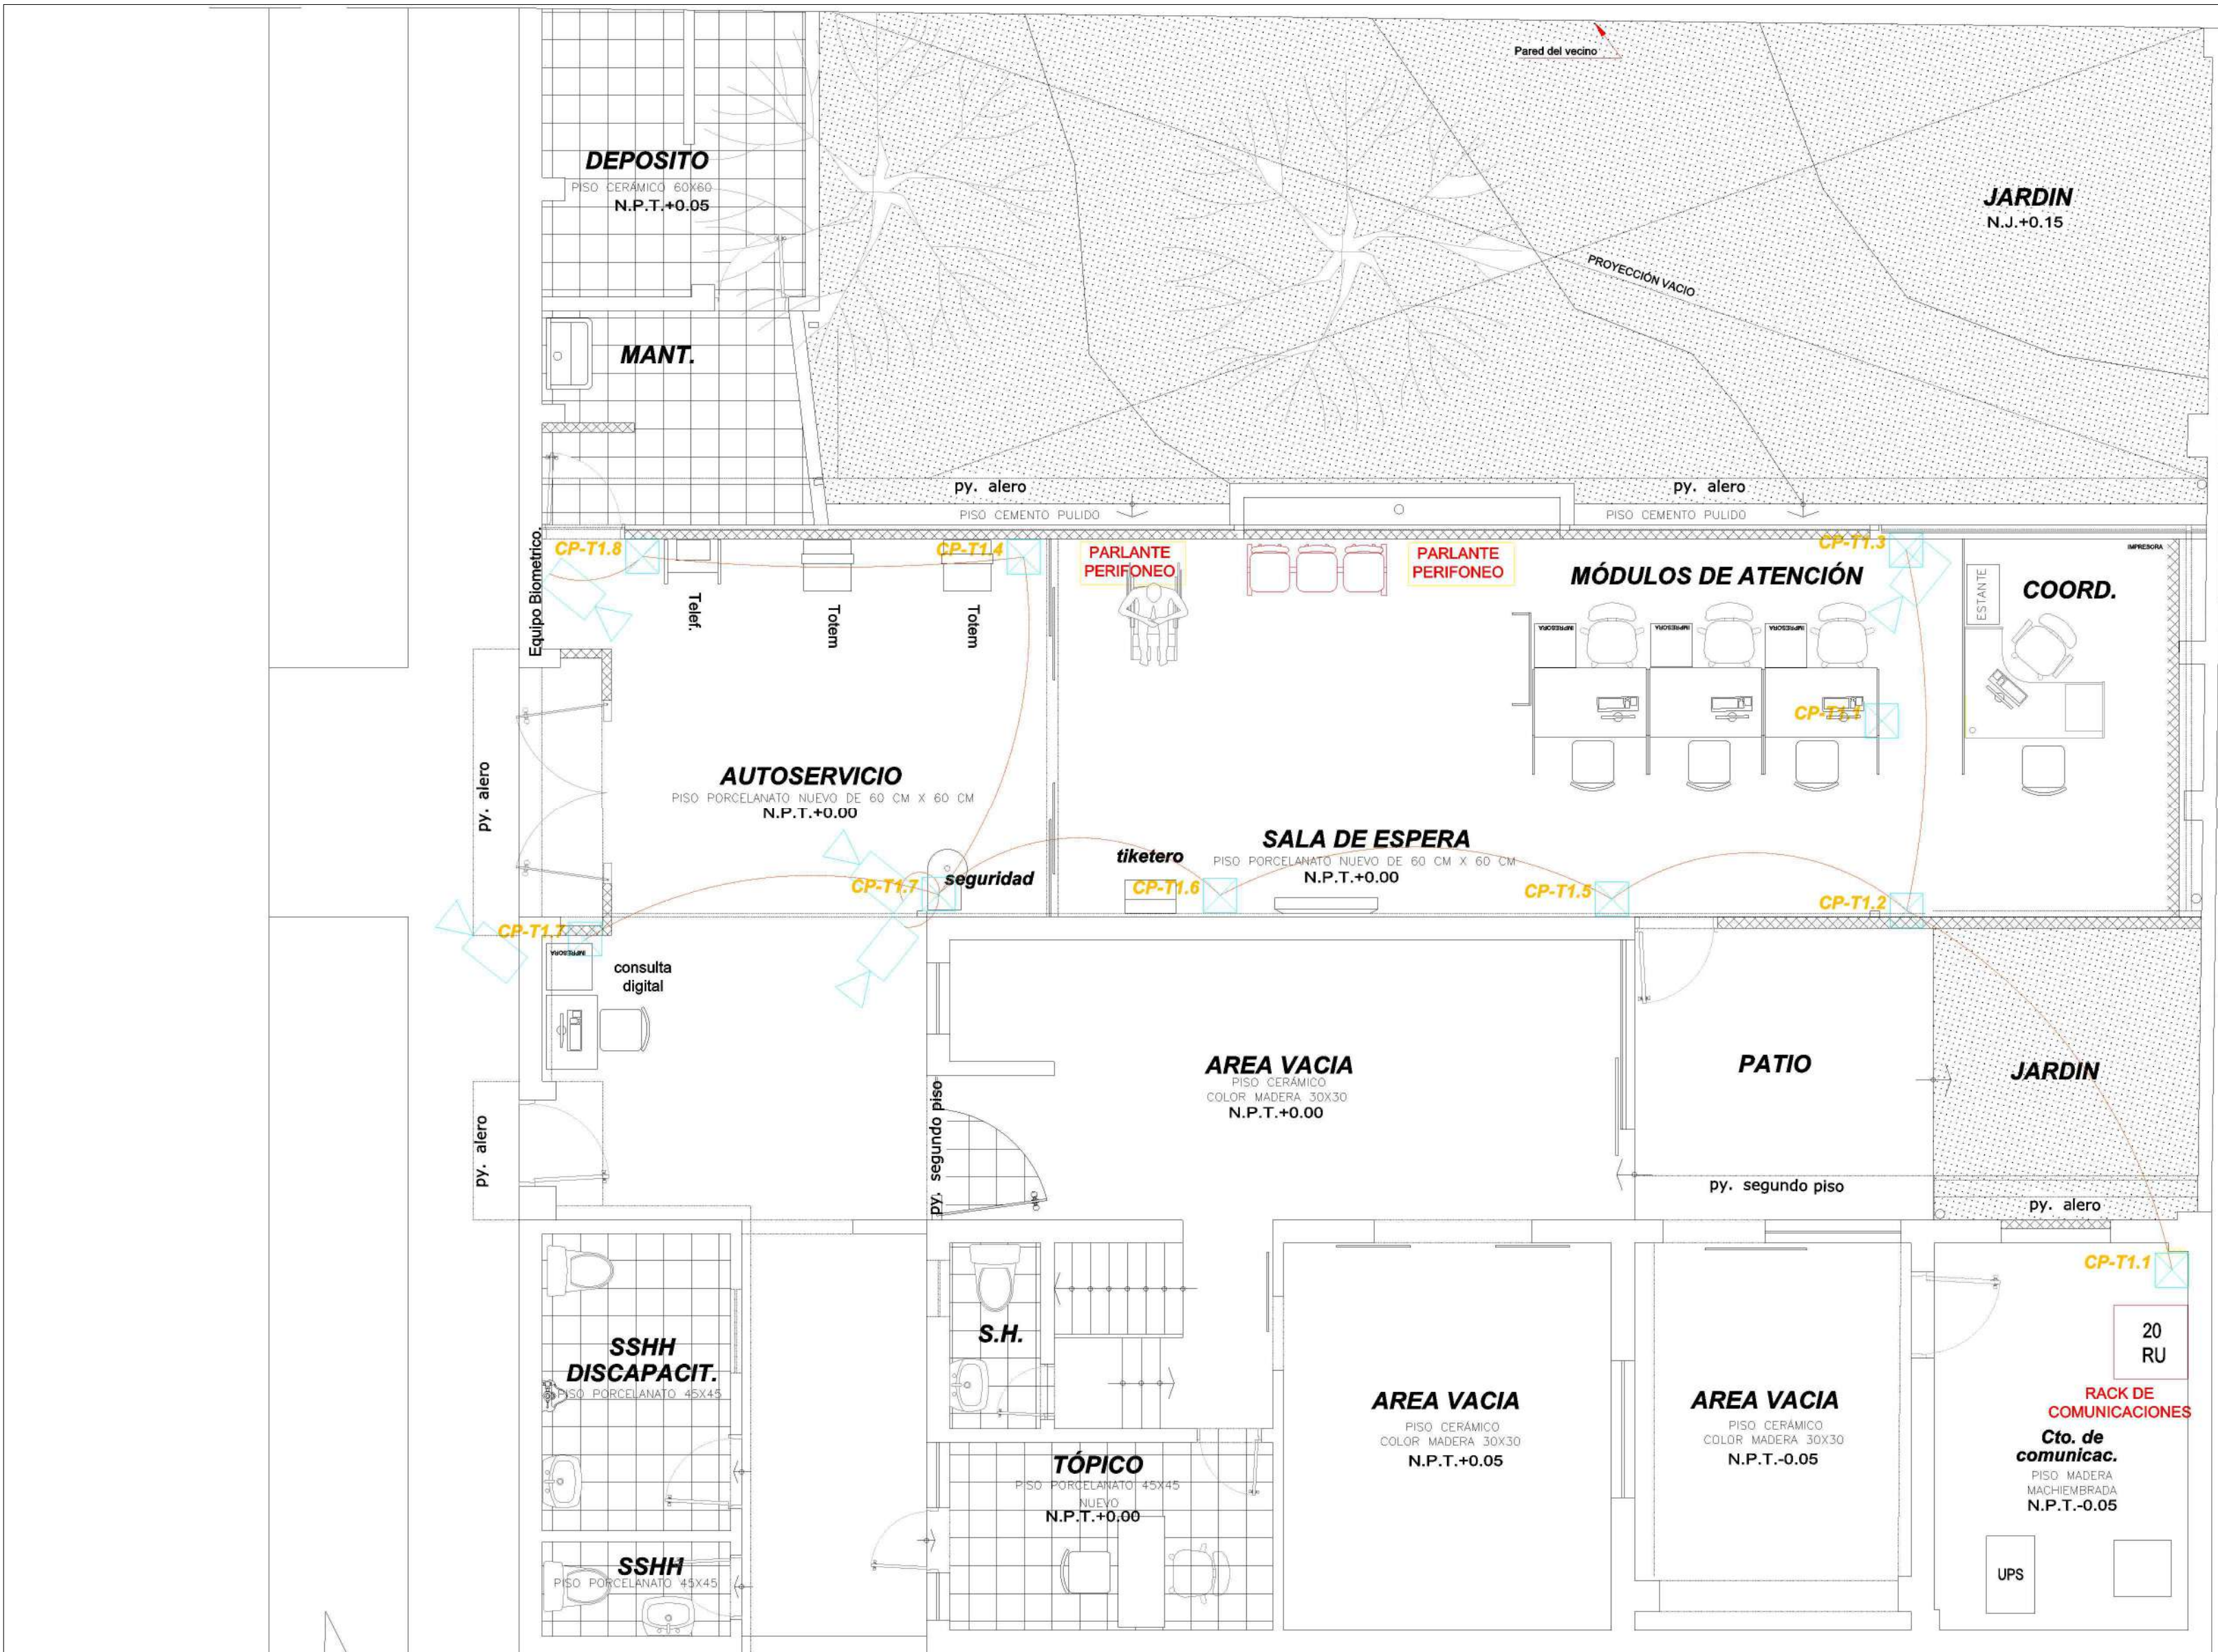 Pared del vecino
DEPOSITO
PISO CERÁMICO 60X60
N.P.T.+0.05
JARDIN
N.J.+0.15
PROYECCIÓN VACIO
MANT.
py. alero
py. alero
PISO CEMENTO PULIDO
PISO CEMENTO PULIDO
Equipo Biometrico.
CP-T1.8
CP-T1.4
PARLANTE
PERIFONEO
PARLANTE
PERIFONEO
CP-T1.3
IMPRESORA
MÓDULOS DE ATENCIÓN
ESTANTE
COORD.
Telef.
Totem
Totem
IMPRESORA
IMPRESORA
IMPRESORA
CP-T1.1
py. alero
AUTOSERVICIO
PISO PORCELANATO NUEVO DE 60 CM X 60 CM
N.P.T.+0.00
SALA DE ESPERA
PISO PORCELANATO NUEVO DE 60 CM X 60 CM
N.P.T.+0.00
tiketero
seguridad
CP-T1.7
CP-T1.6
CP-T1.5
CP-T1.2
CP-T1.7
IMPRESORA
consulta
digital
AREA VACIA
PISO CERÁMICO
COLOR MADERA 30X30
N.P.T.+0.00
PATIO
JARDIN
py. alero
py. segundo piso
py. segundo piso
py. alero
CP-T1.1
20
RU
RACK DE
COMUNICACIONES
Cto. de
comunicac.
PISO MADERA
MACHIEMBRADA
N.P.T.-0.05
UPS
S.H.
SSHH
DISCAPACIT.
PISO PORCELANATO 45X45
AREA VACIA
PISO CERÁMICO
COLOR MADERA 30X30
N.P.T.+0.05
AREA VACIA
PISO CERÁMICO
COLOR MADERA 30X30
N.P.T.-0.05
TÓPICO
PISO PORCELANATO 45X45
NUEVO
N.P.T.+0.00
SSHH
PISO PORCELANATO 45X45